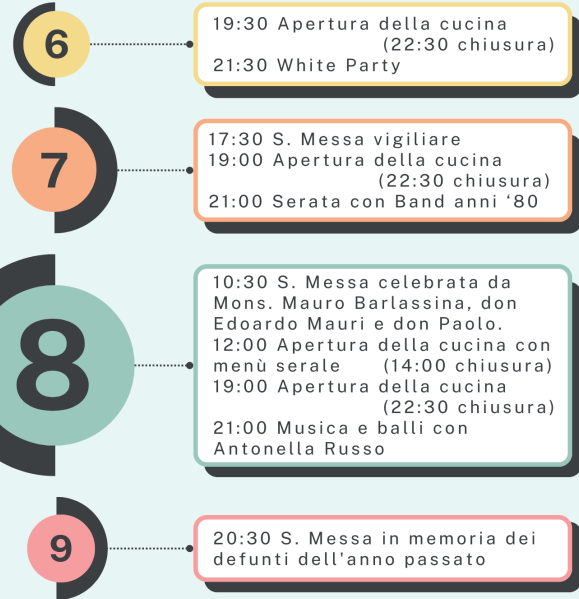 6
19:30 Apertura della cucina
(22:30 chiusura)
21:30 White Party
7
17:30 S. Messa vigiliare
19:00 Apertura della cucina
(22:30 chiusura)
21:00 Serata con Band anni ‘80
8
10:30 S. Messa celebrata da
Mons. Mauro Barlassina, don
Edoardo Mauri e don Paolo.
12:00 Apertura della cucina con
menù serale (14:00 chiusura)
19:00 Apertura della cucina
(22:30 chiusura)
21:00 Musica e balli con
Antonella Russo
9
20:30 S. Messa in memoria dei
defunti dell'anno passato